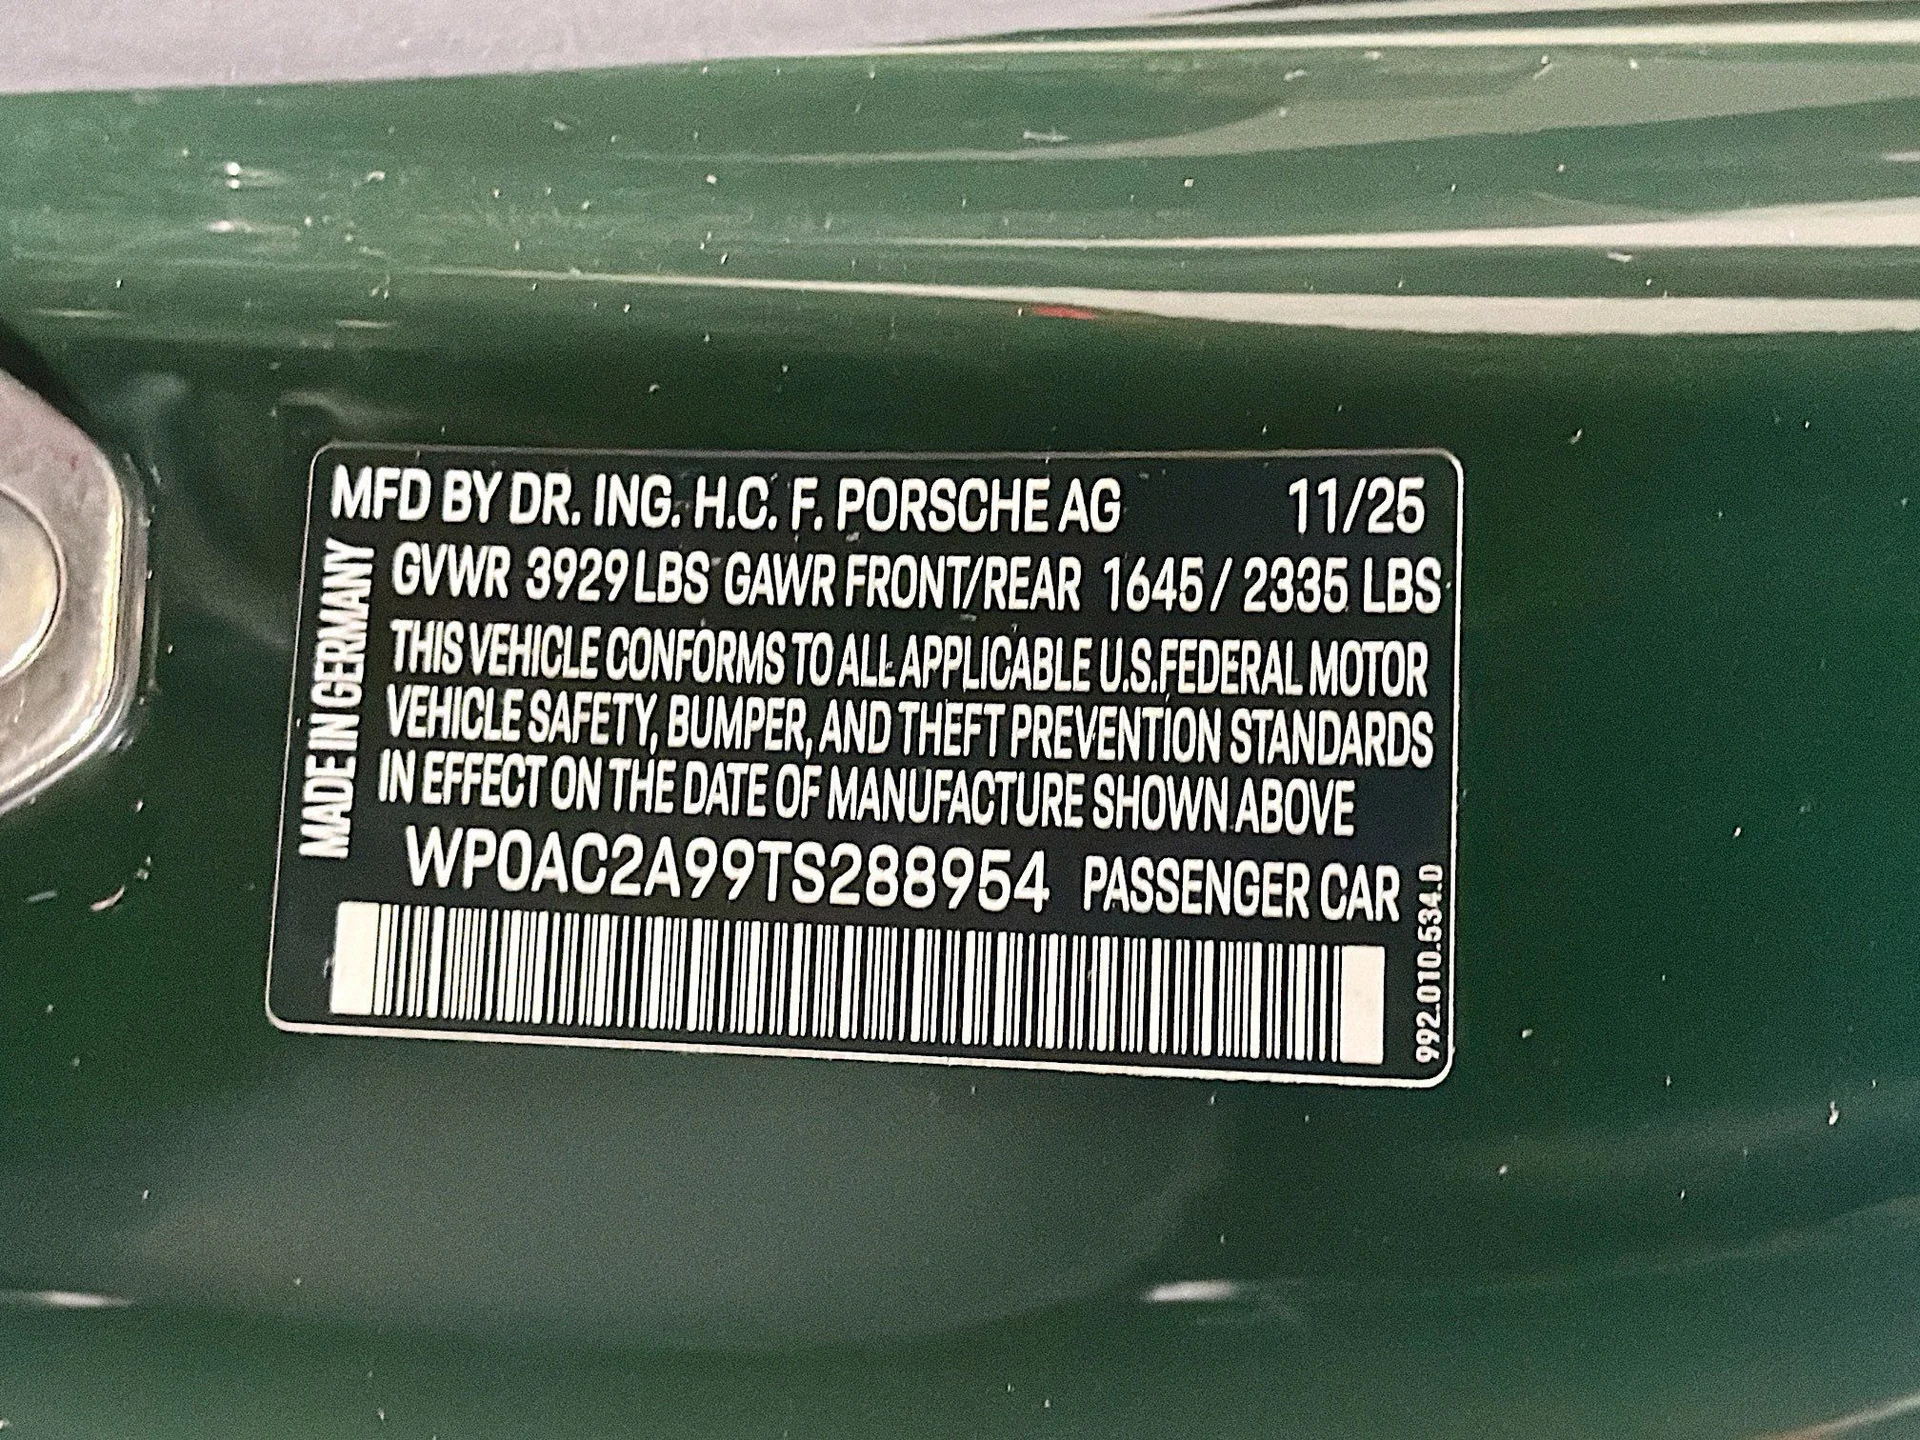 MFD BY DR. ING. H.C. F. PORSCHE AG 11/25
GVWR 3929 LBS GAWR FRONT/REAR 1645 / 2335 LBS
THIS VEHICLE CONFORMS TO ALL APPLICABLE U.S.FEDERAL MOTOR
VEHICLE SAFETY, BUMPER, AND THEFT PREVENTION STANDARDS
IN EFFECT ON THE DATE OF MANUFACTURE SHOWN ABOVE
WP0AC2A99TS288954 PASSENGER CAR
MADE IN GERMANY
992.010.534.D